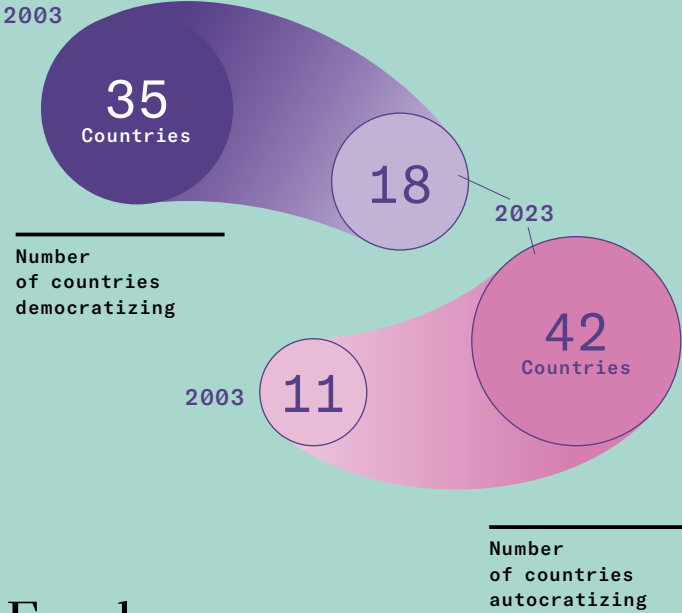 2003
35
Countries
18
2023
Number
of countries
democratizing
42
Countries
2003
11
Number
of countries
autocratizing